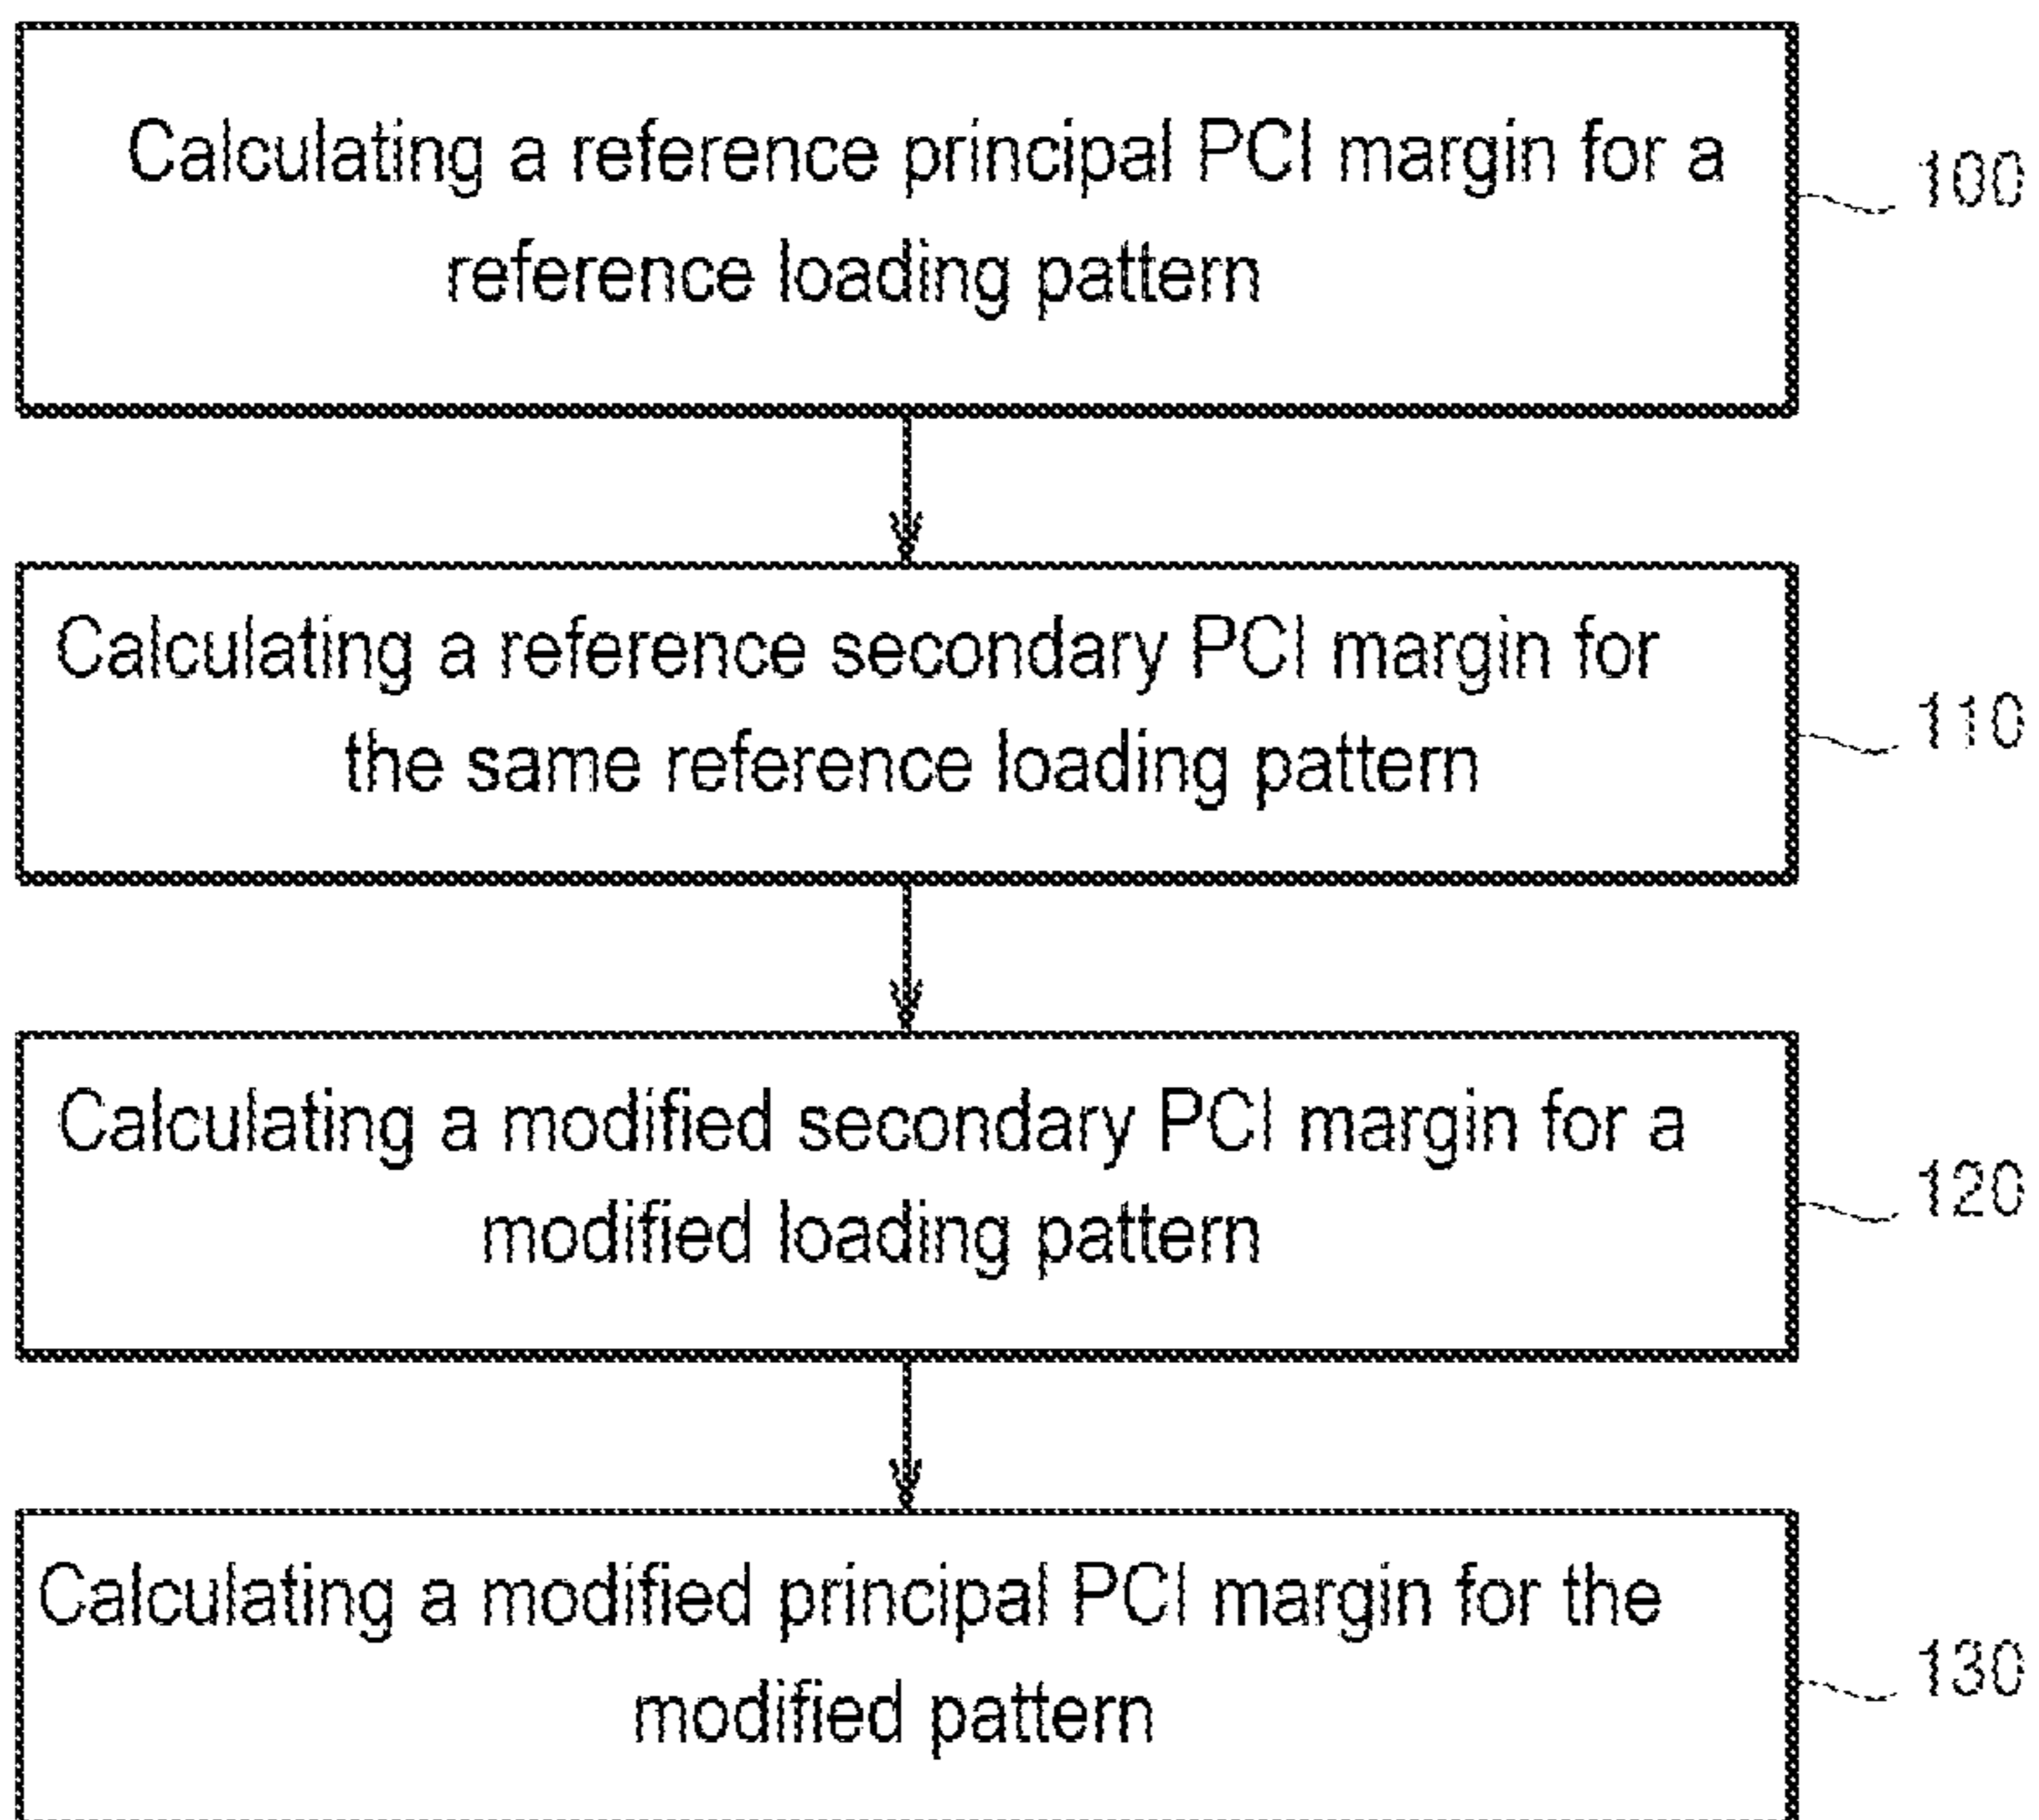 Calculating a reference principal PCI margin for a
reference loading pattern
100
Calculating a reference secondary PCI margin for
the same reference loading pattern
110
Calculating a modified secondary PCI margin for a
modified loading pattern
120
Calculating a modified principal PCI margin for the
modified pattern
130